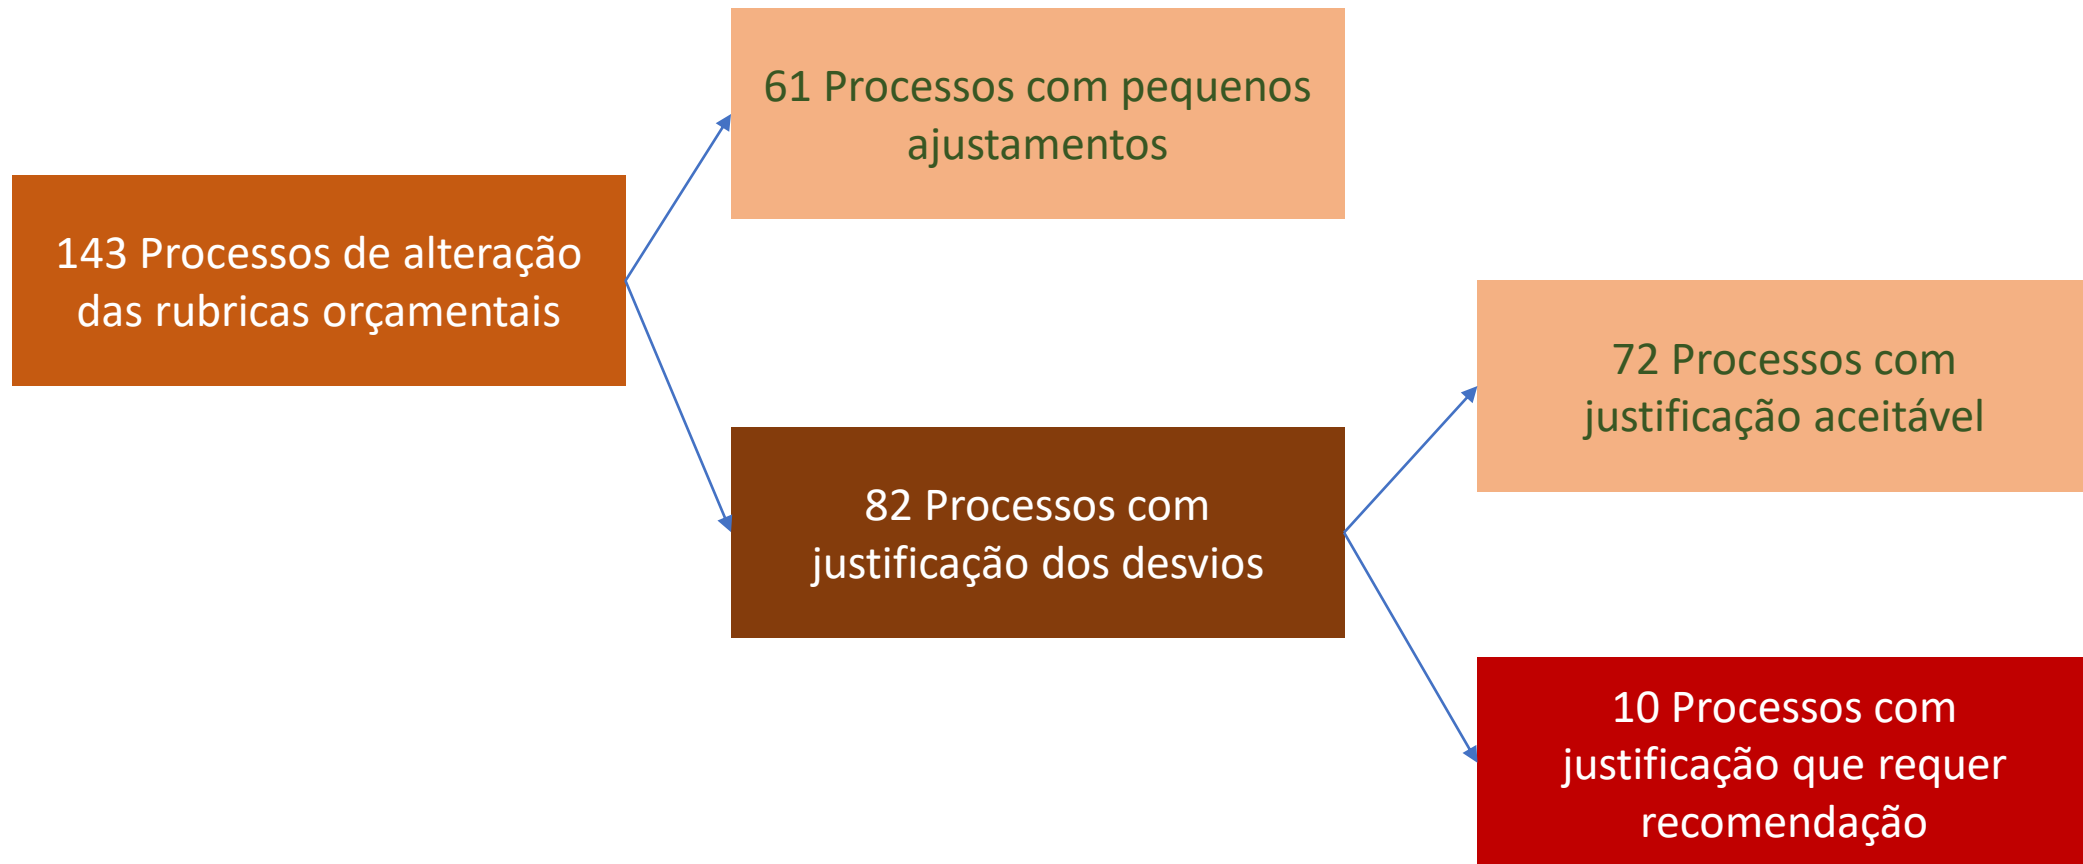 61 Processos com pequenos
ajustamentos
143 Processos de alteração
das rubricas orçamentais
72 Processos com
justificação aceitável
82 Processos com
justificação dos desvios
10 Processos com
justificação que requer
recomendação